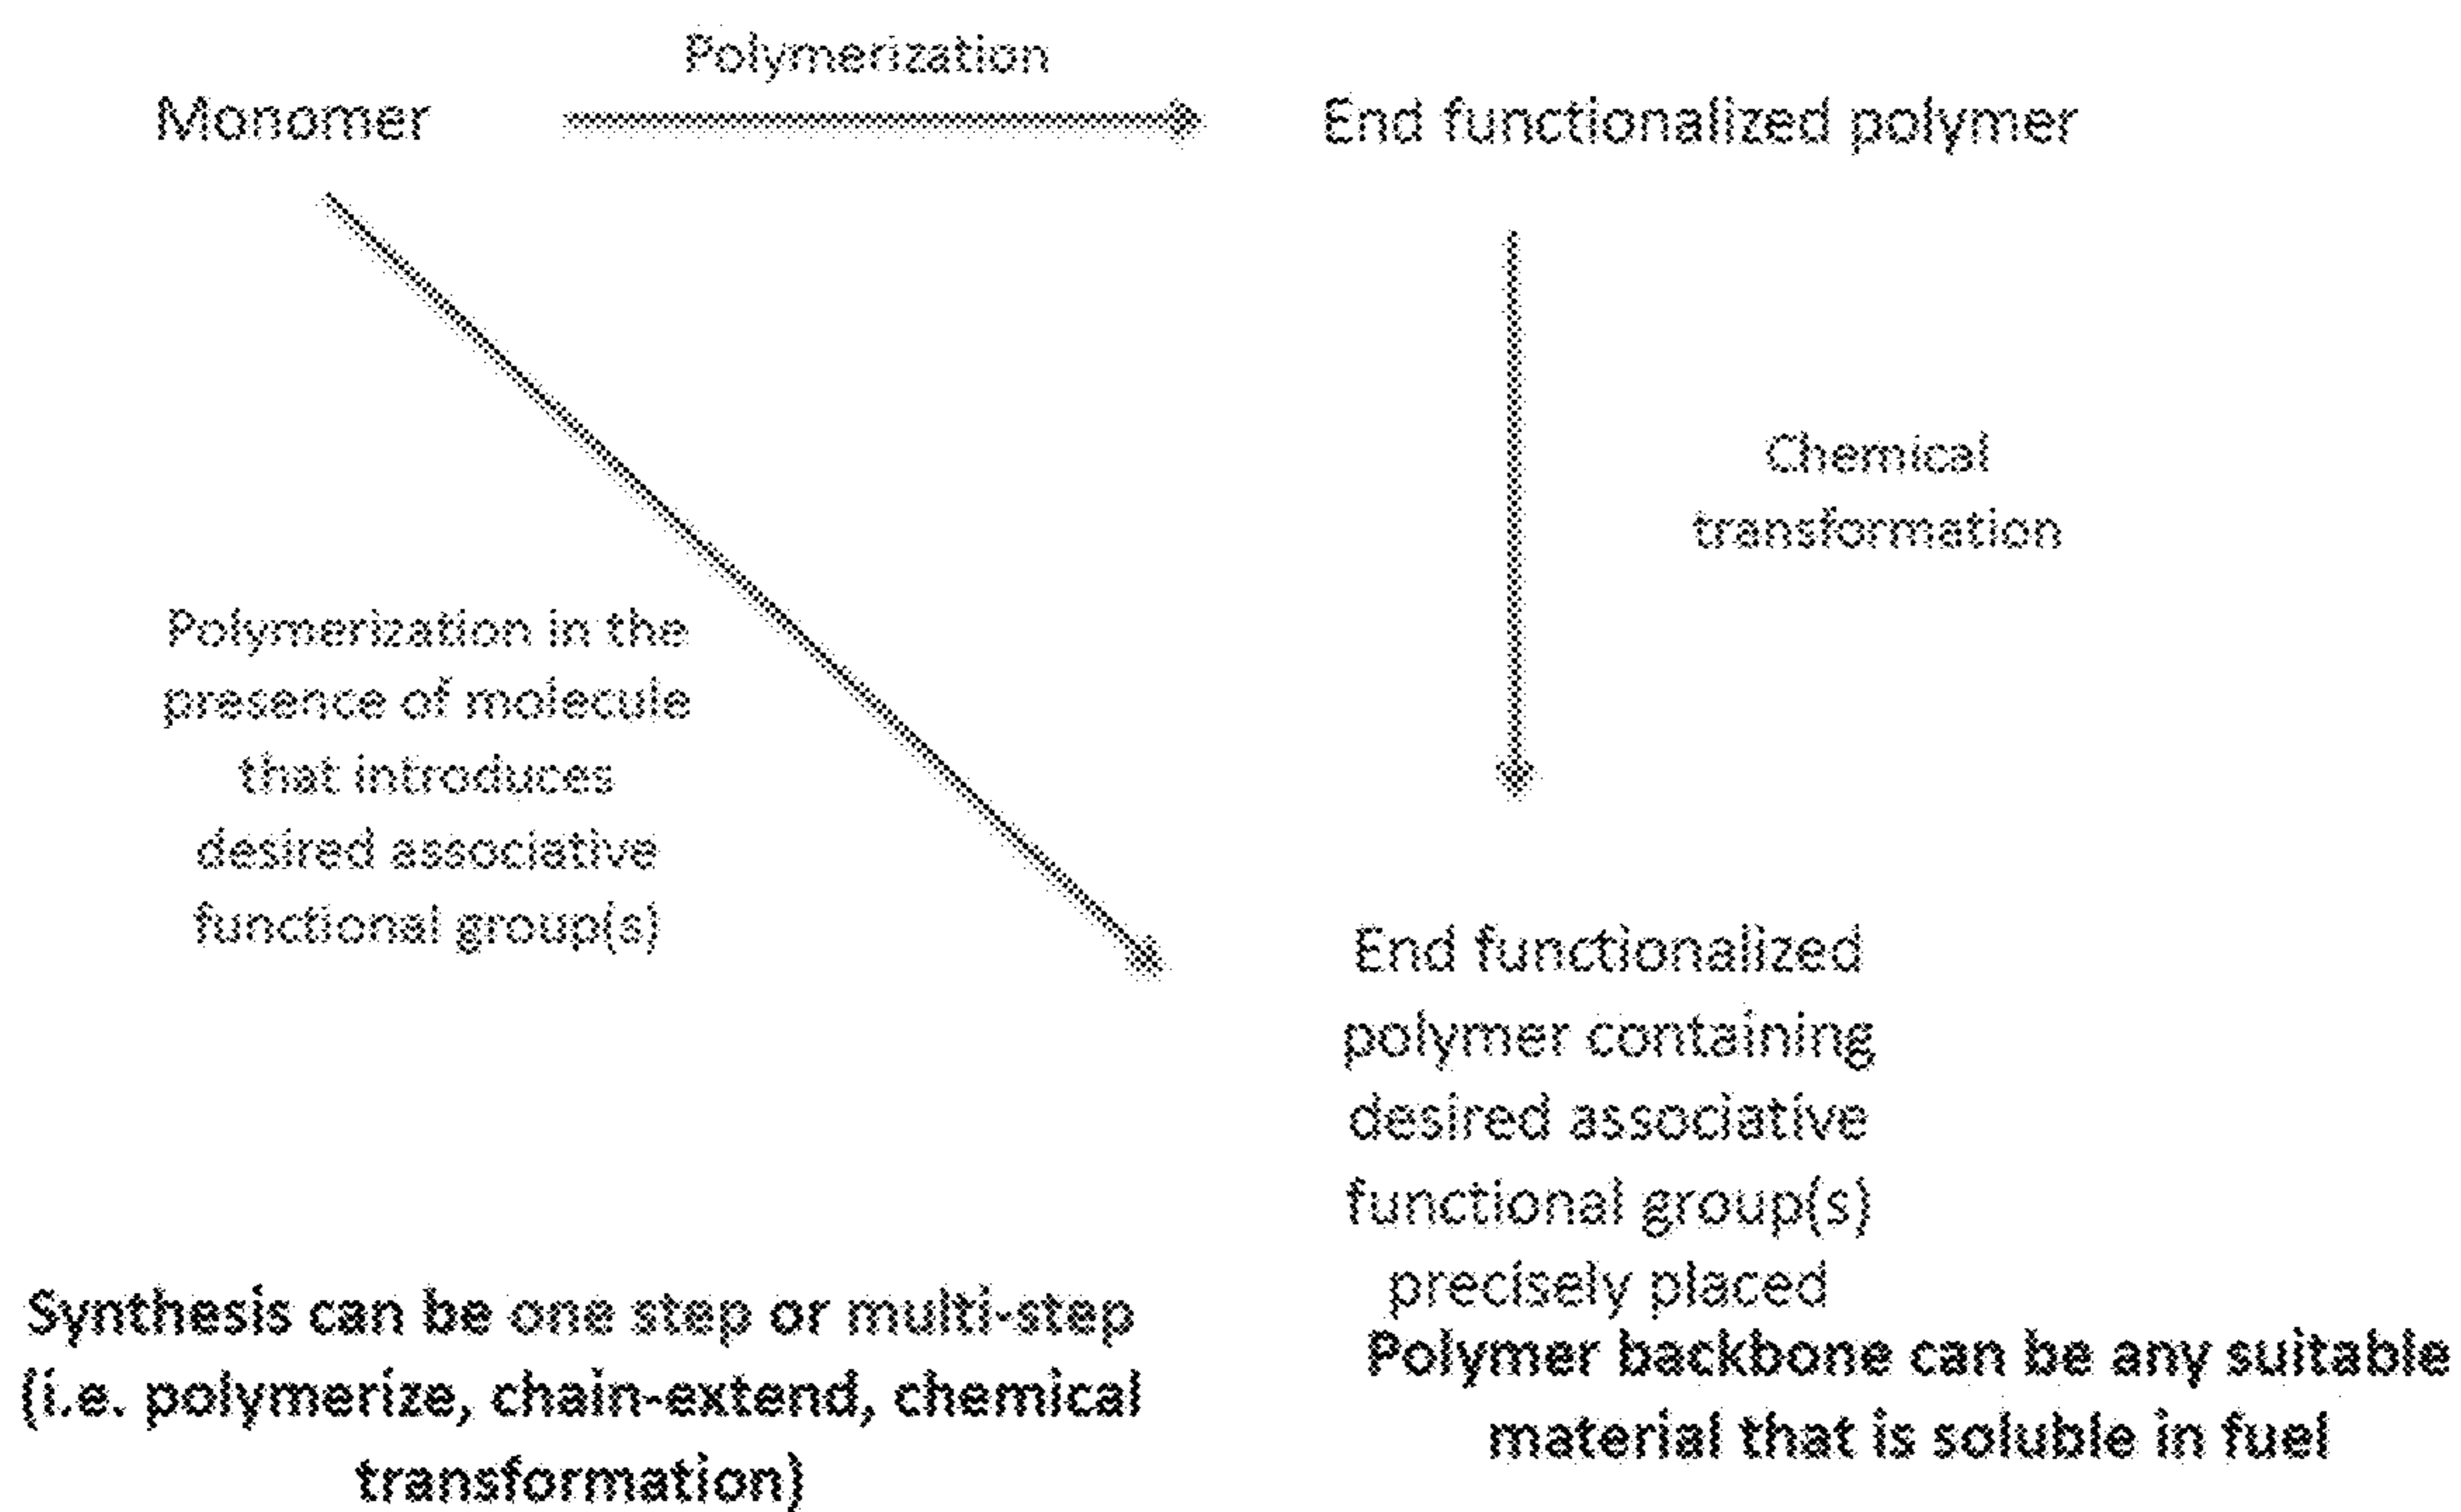 Polymerization
Monomer
End functionalized polymer
Chemical
transformation
Polymerization in the
presence of molecule
that introduces
desired associative
functional group(s)
End functionalized
polymer containing
desired associative
functional group(s)
precisely placed
Synthesis can be one step or multi-step
(i.e. polymerize, chain-extend, chemical
transformation)
Polymer backbone can be any suitable
material that is soluble in fuel